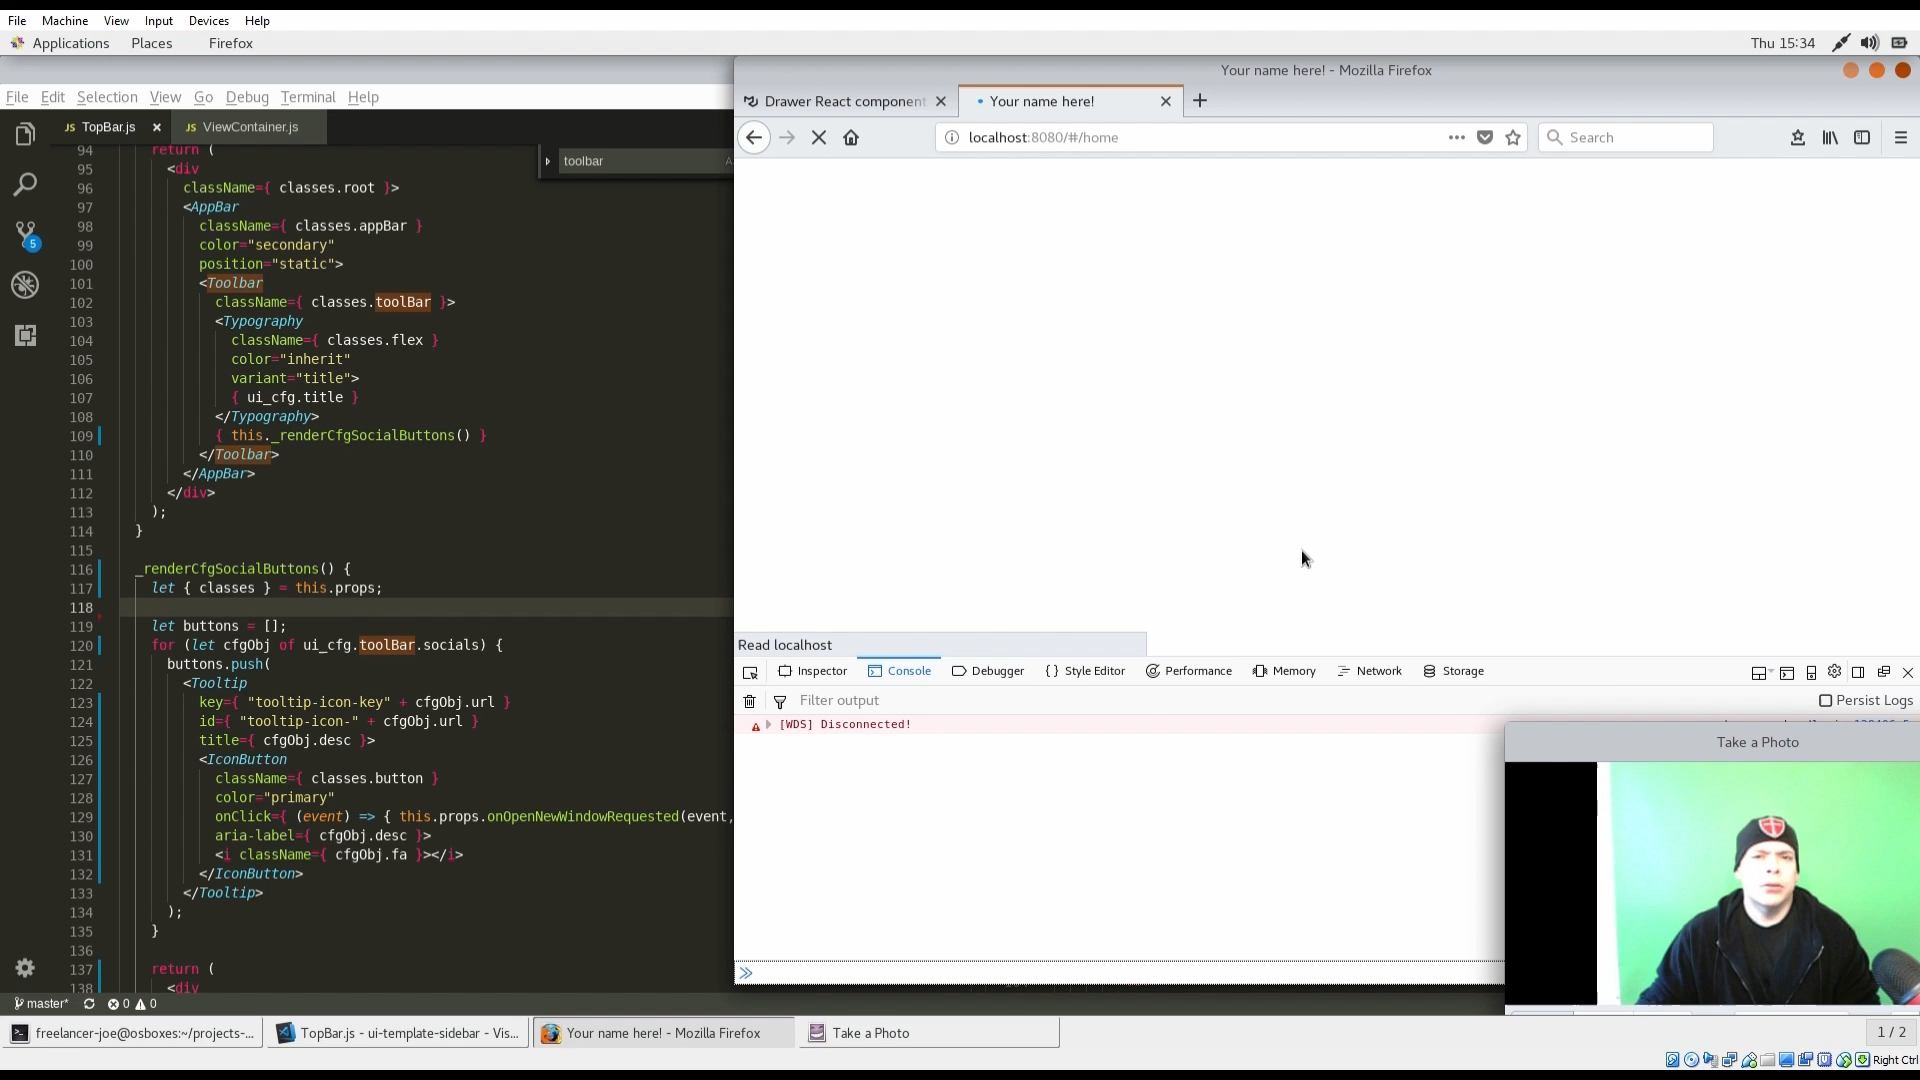 File Machine View Input Devices Help
Applications Places Firefox Thu 15:34
Your name here! - Mozilla Firefox
File Edit Selection View Go Debug Terminal Help
Drawer React component Your name here!
JS TopBar.js JS ViewContainer.js
localhost:8080/#/home Search
toolbar
94 return (
95 <div
96 className={ classes.root }>
97 <AppBar
98 className={ classes.appBar }
99 color="secondary"
100 position="static">
101 <Toolbar
102 className={ classes.toolBar }>
103 <Typography
104 className={ classes.flex }
105 color="inherit"
106 variant="title">
107 { ui_cfg.title }
108 </Typography>
109 { this._renderCfgSocialButtons() }
110 </Toolbar>
111 </AppBar>
112 </div>
113 );
114 }
115
116 _renderCfgSocialButtons() {
117 let { classes } = this.props;
118
119 let buttons = [];
120 for (let cfgObj of ui_cfg.toolBar.socials) {
121 buttons.push(
122 <Tooltip
123 key={ "tooltip-icon-key" + cfgObj.url }
124 id={ "tooltip-icon-" + cfgObj.url }
125 title={ cfgObj.desc }>
126 <IconButton
127 className={ classes.button }
128 color="primary"
129 onClick={ (event) => { this.props.onOpenNewWindowRequested(event,
130 aria-label={ cfgObj.desc }>
131 <i className={ cfgObj.fa }></i>
132 </IconButton>
133 </Tooltip>
134 );
135 }
136
137 return (
138 <div
5
master* 0 0
Read localhost
Inspector Console Debugger Style Editor Performance Memory Network Storage
Filter output Persist Logs
[WDS] Disconnected!
Take a Photo
freelancer-joe@osboxes:~/projects-... TopBar.js - ui-template-sidebar - Vis... Your name here! - Mozilla Firefox Take a Photo 1 / 2
Right Ctrl